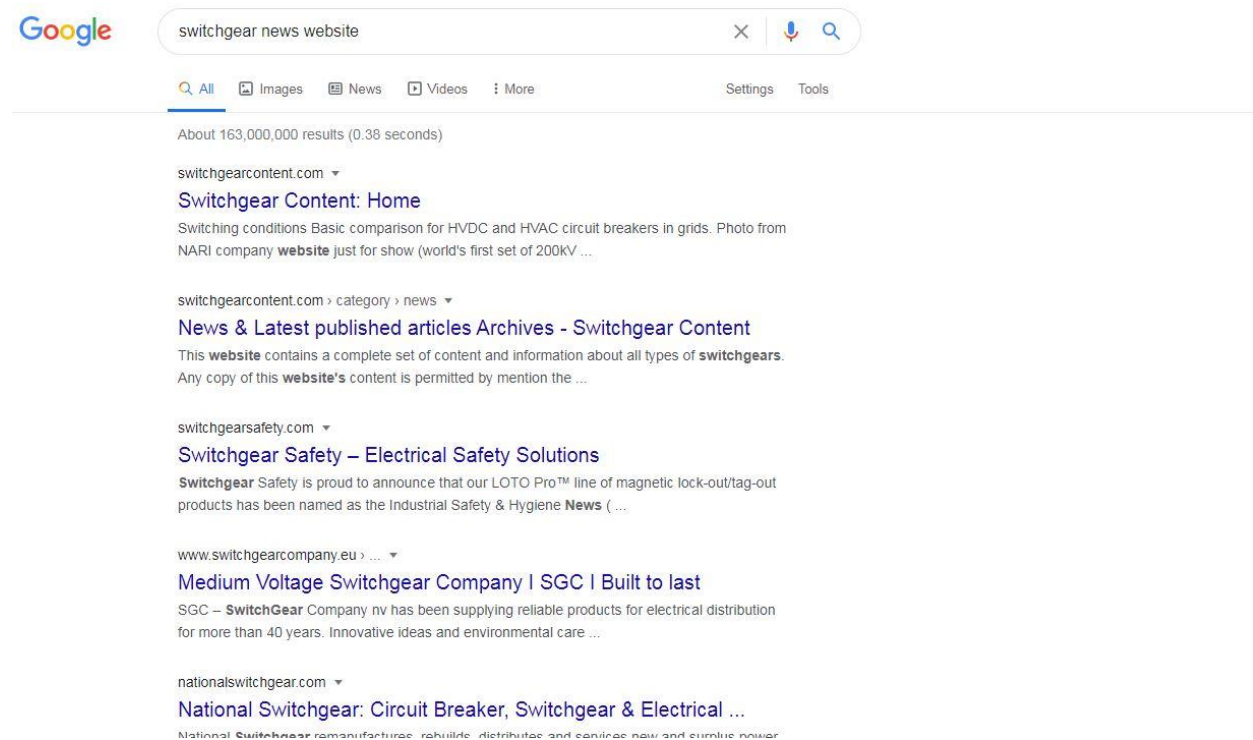 Google
switchgear news website
All Images News Videos More Settings Tools
About 163,000,000 results (0.38 seconds)
switchgearcontent.com
Switchgear Content: Home
Switching conditions Basic comparison for HVDC and HVAC circuit breakers in grids. Photo from
NARI company website just for show (world's first set of 200kV ...
switchgearcontent.com › category › news
News & Latest published articles Archives - Switchgear Content
This website contains a complete set of content and information about all types of switchgears.
Any copy of this website's content is permitted by mention the ...
switchgearsafety.com
Switchgear Safety – Electrical Safety Solutions
Switchgear Safety is proud to announce that our LOTO Pro™ line of magnetic lock-out/tag-out
products has been named as the Industrial Safety & Hygiene News ( ...
www.switchgearcompany.eu › ...
Medium Voltage Switchgear Company I SGC I Built to last
SGC – SwitchGear Company nv has been supplying reliable products for electrical distribution
for more than 40 years. Innovative ideas and environmental care ...
nationalswitchgear.com
National Switchgear: Circuit Breaker, Switchgear & Electrical ...
National Switchgear remanufactures, rebuilds, distributes and services new and surplus power